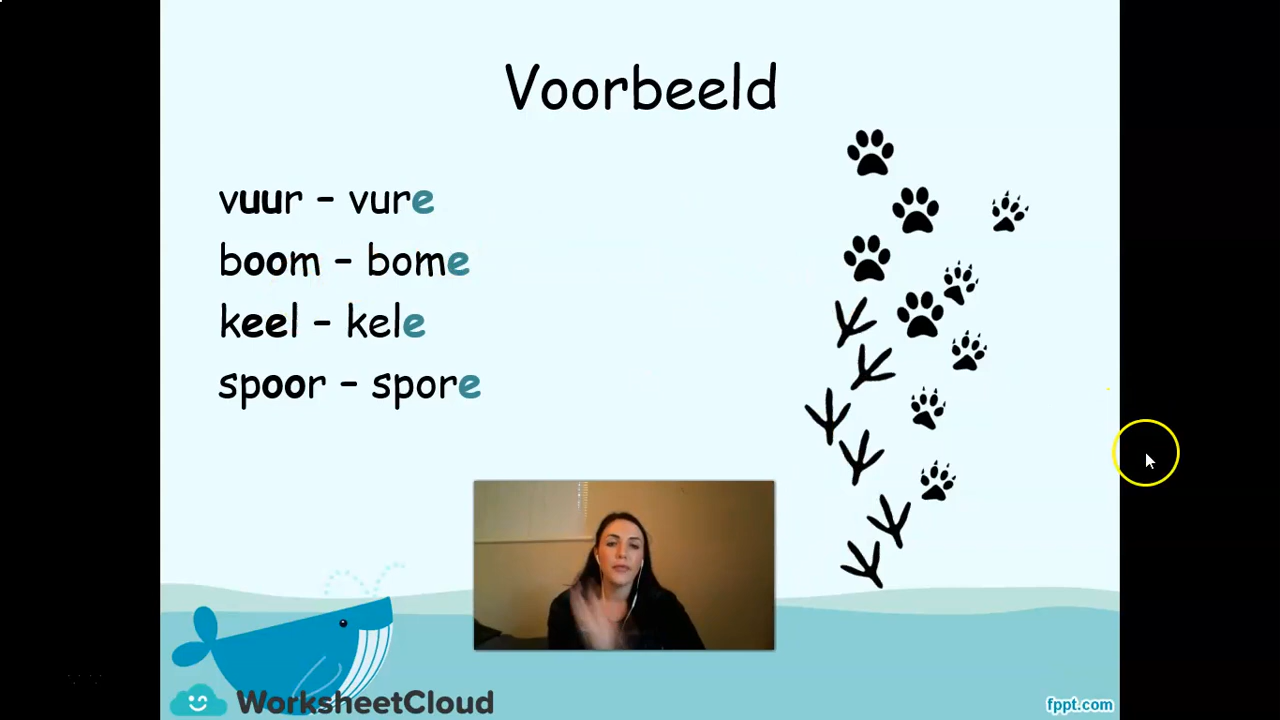 Voorbeeld
vuur – vure
boom – bome
keel – kele
spoor – spore
WorksheetCloud
fppt.com